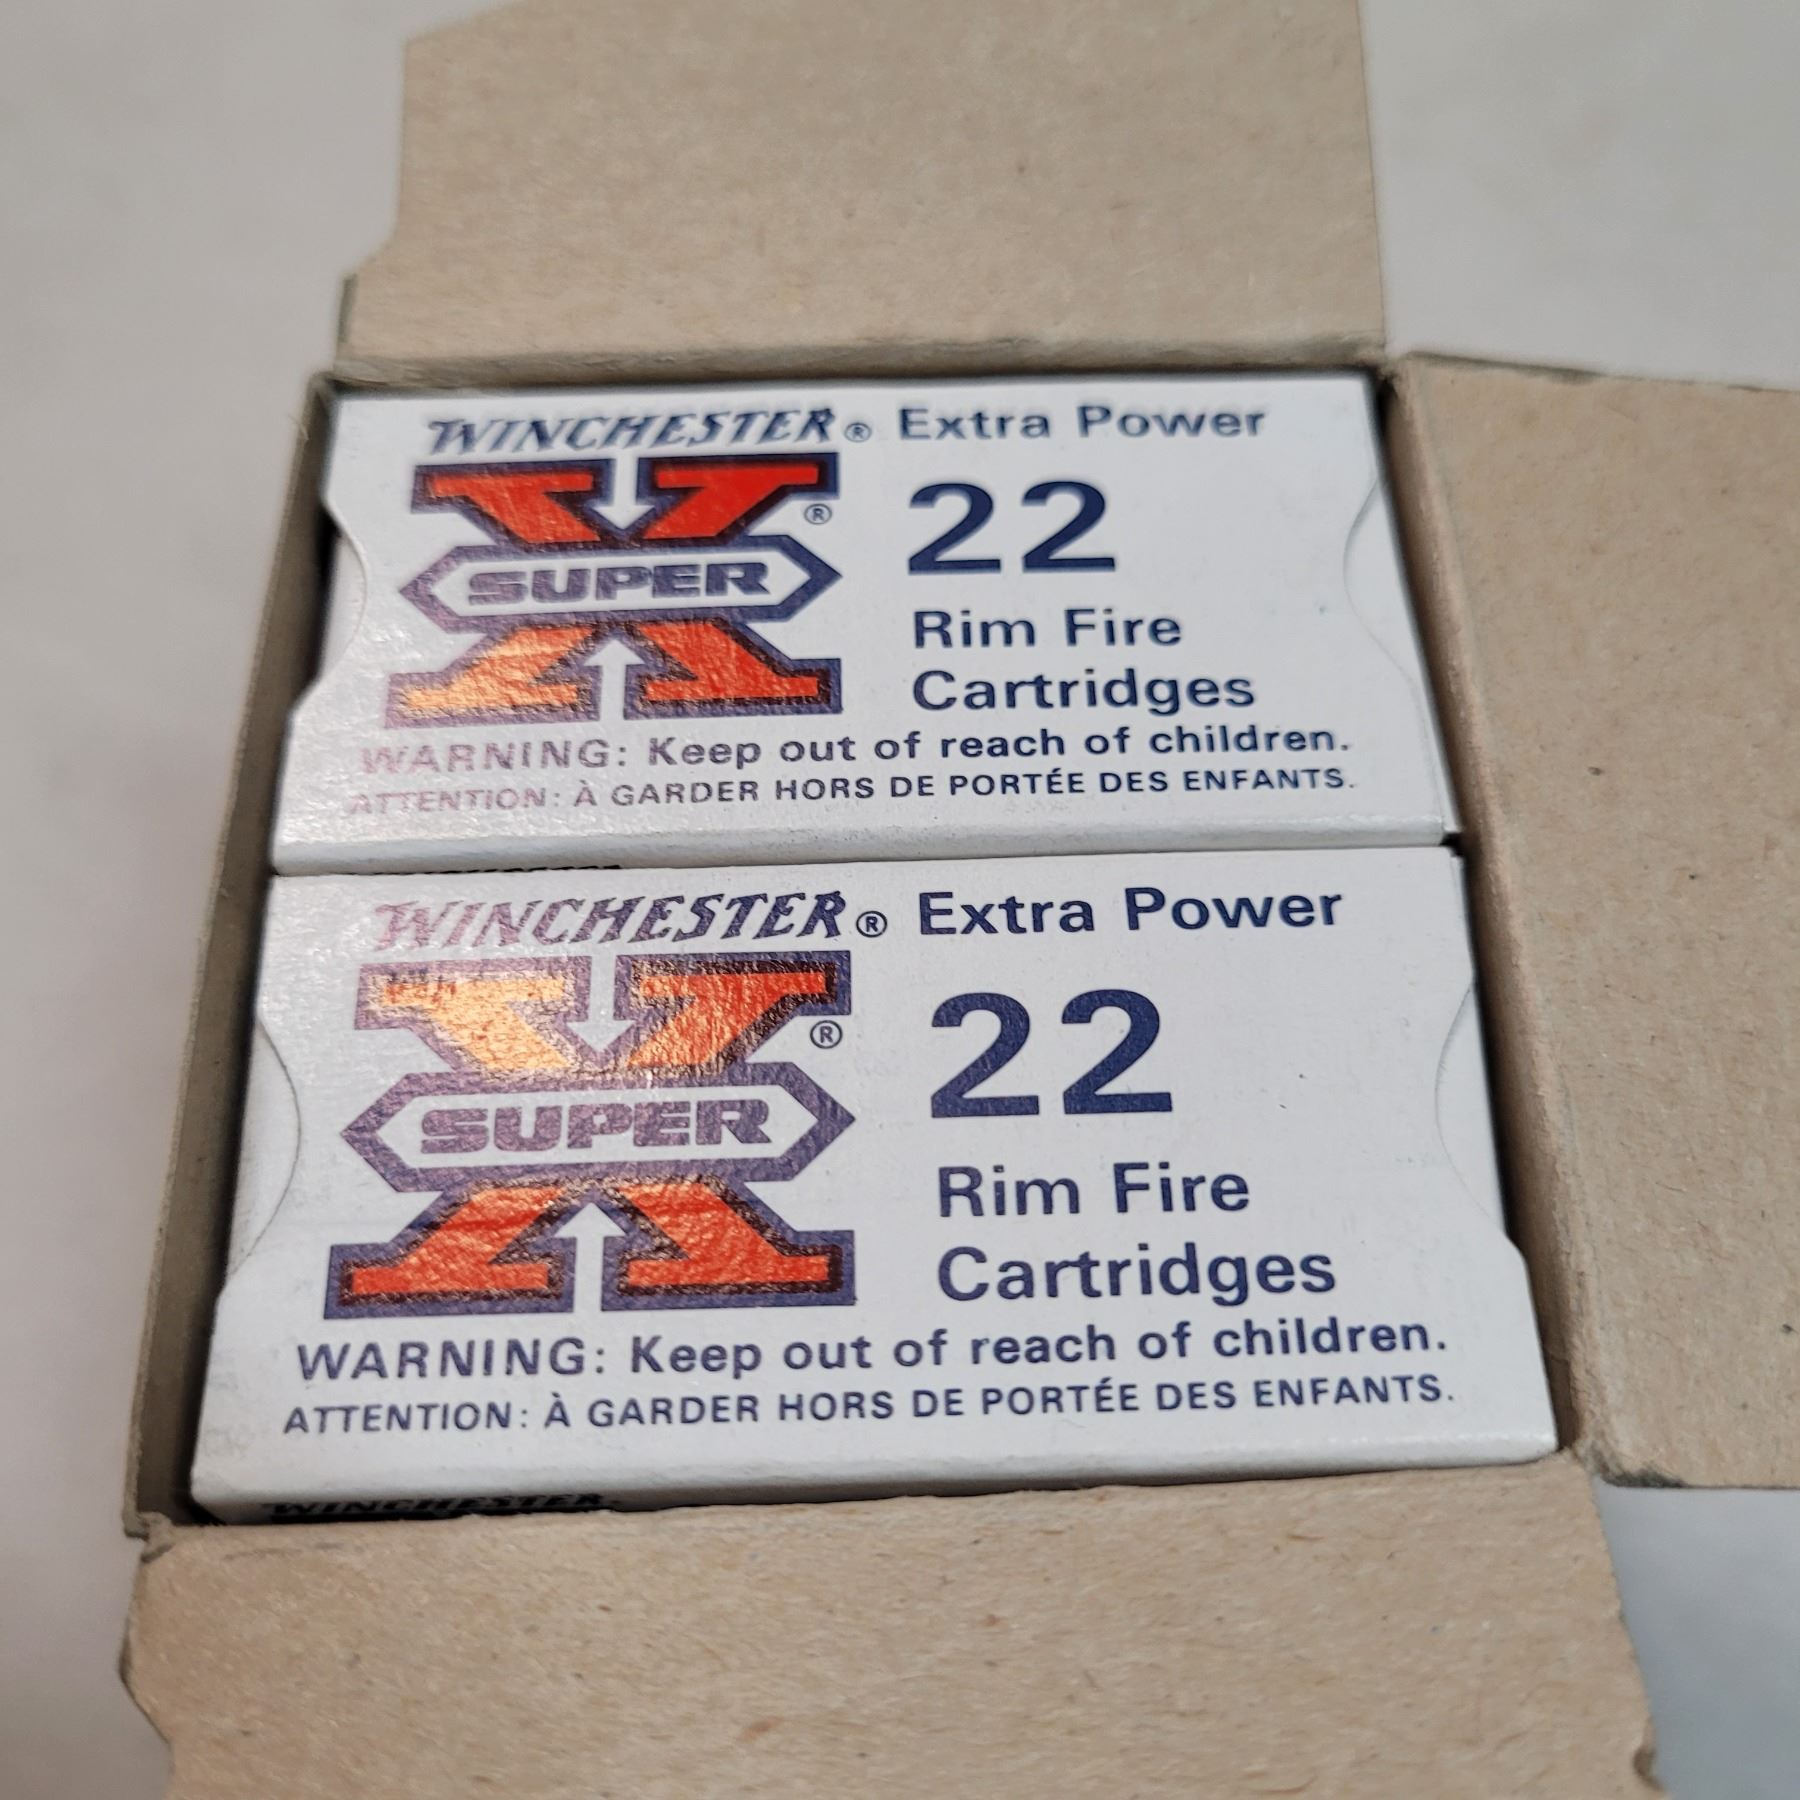 WINCHESTER® Extra Power
X SUPER ®
22
Rim Fire
Cartridges
WARNING: Keep out of reach of children.
ATTENTION: À GARDER HORS DE PORTÉE DES ENFANTS.
WINCHESTER® Extra Power
X SUPER ®
22
Rim Fire
Cartridges
WARNING: Keep out of reach of children.
ATTENTION: À GARDER HORS DE PORTÉE DES ENFANTS.
WINCHESTER